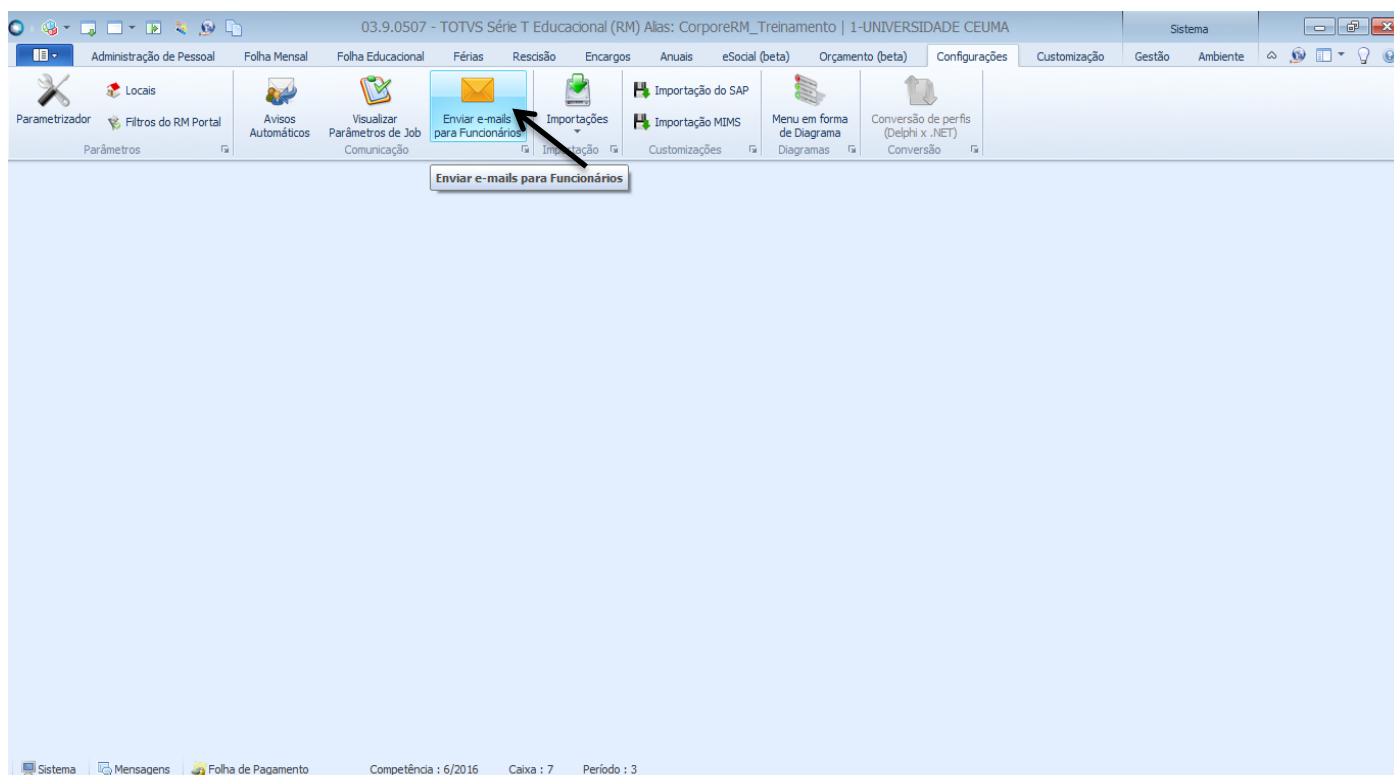 03.9.0507 - TOTVS Série T Educacional (RM) Alias: CorporeRM_Treinamento | 1-UNIVERSIDADE CEUMA
Sistema
Administração de Pessoal Folha Mensal Folha Educacional Férias Rescisão Encargos Anuais eSocial (beta) Orçamento (beta) Configurações Customização Gestão Ambiente
Parametrizador
Locais
Filtros do RM Portal
Parâmetros
Avisos
Automáticos
Visualizar
Parâmetros de Job
Enviar e-mails
para Funcionários
Comunicação
Importações
Importação
Importação do SAP
Importação MIMS
Customizações
Menu em forma
de Diagrama
Diagramas
Conversão de perfis
(Delphi x .NET)
Conversão
Enviar e-mails para Funcionários
Sistema Mensagens Folha de Pagamento Competência : 6/2016 Caixa : 7 Período : 3